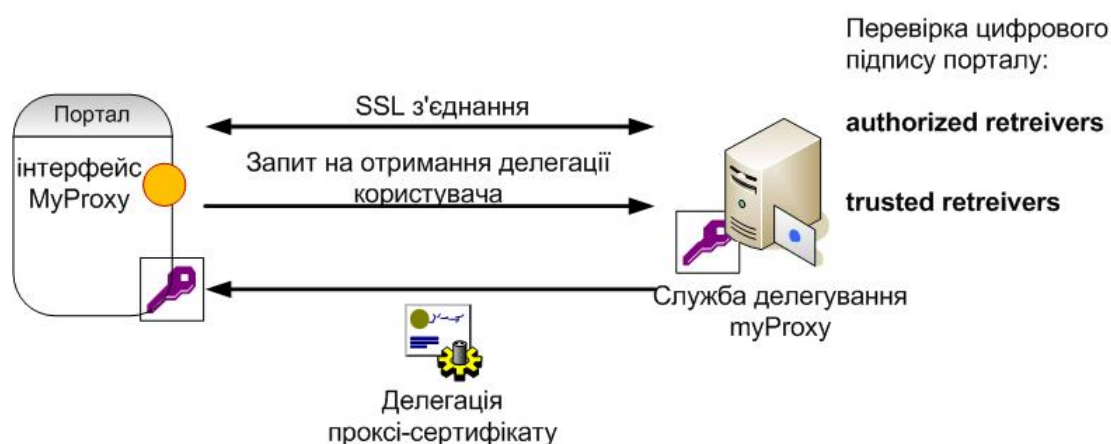 Перевірка цифрового
підпису порталу:
authorized retreivers
trusted retreivers
Портал
інтерфейс
MyProxy
SSL з'єднання
Запит на отримання делегації
користувача
Служба делегування
myProxy
Делегація
проксі-сертифікату